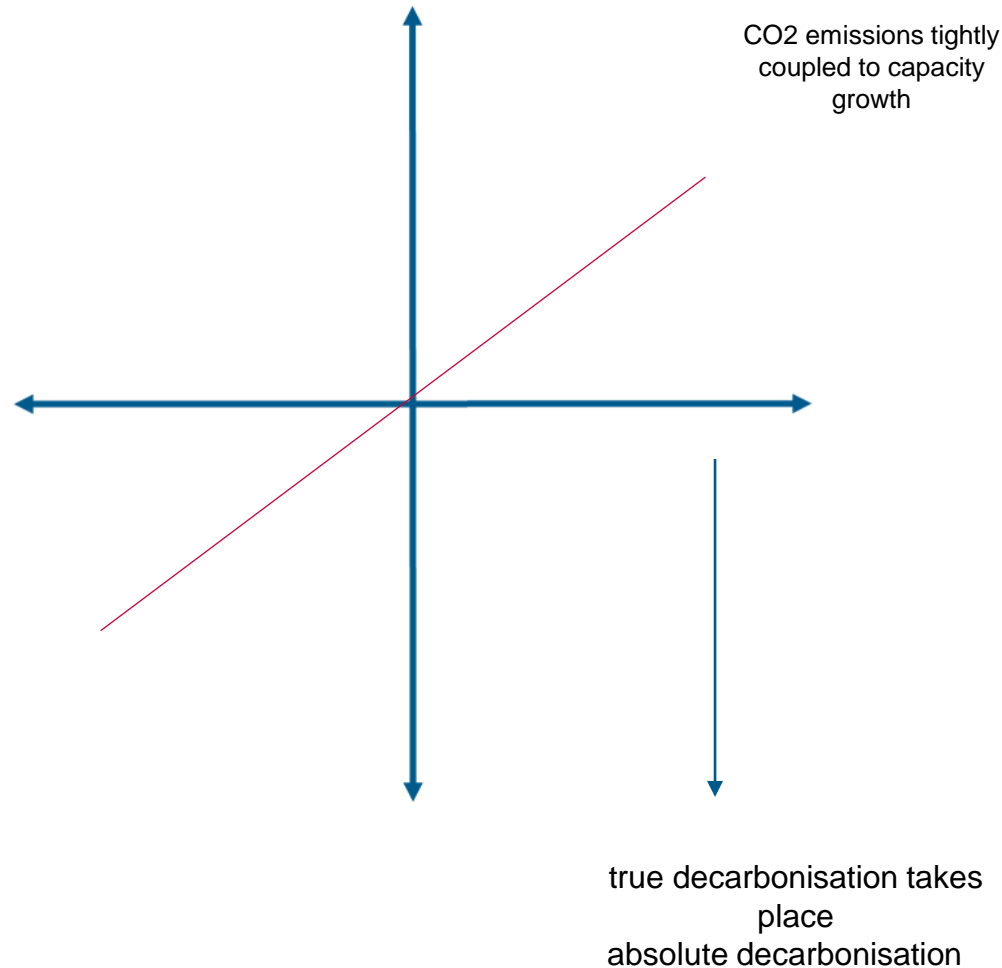 CO2 emissions tightly
coupled to capacity
growth
true decarbonisation takes
place
absolute decarbonisation